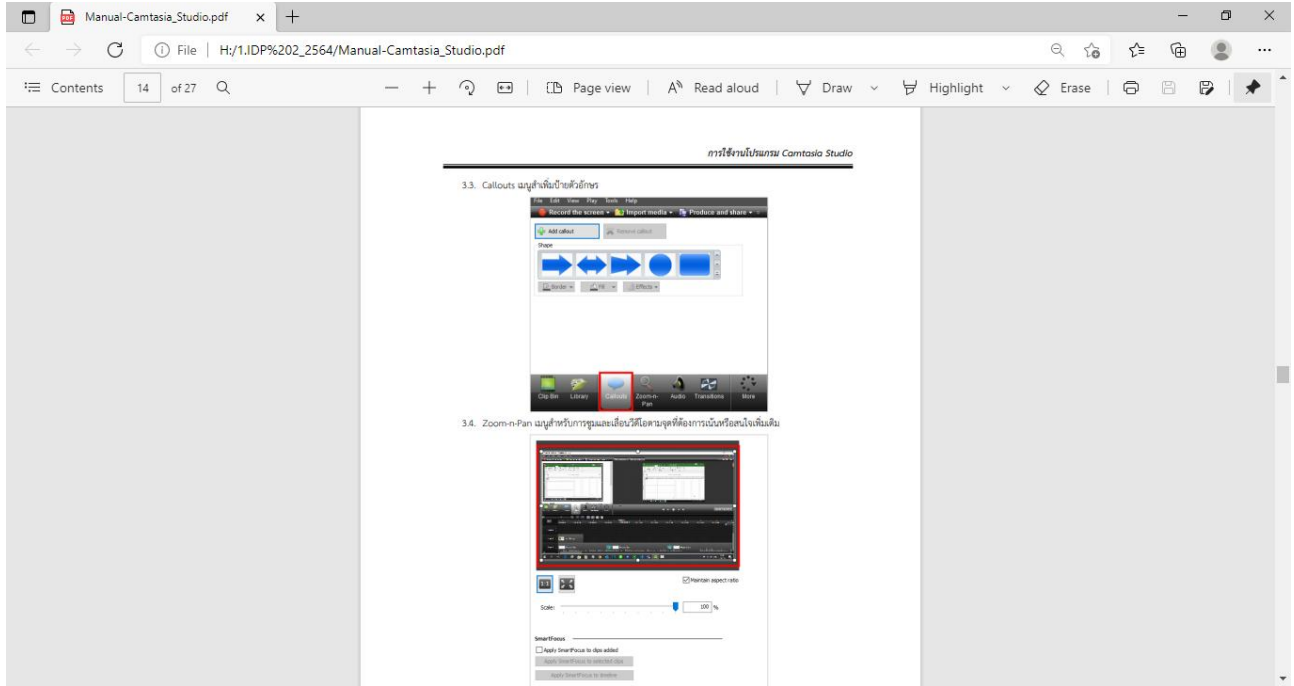 Manual-Camtasia_Studio.pdf
File H:/1.IDP%202_2564/Manual-Camtasia_Studio.pdf
Contents 14 of 27 Page view Read aloud Draw Highlight Erase
การใช้งานโปรแกรม Camtasia Studio
3.3. Callouts เมนูสำเพิ่มป้ายตัวอักษร
File Edit View Play Tools Help
Record the screen Import media Produce and share
Add callout Remove callout
Shape
Border Fill Effects
Clip Bin Library Callouts Zoom-n-Pan Audio Transitions More
3.4. Zoom-n-Pan เมนูสำหรับการซูมและเลื่อนวีดีโอตามจุดที่ต้องการเน้นหรือสนใจเพิ่มเติม
Maintain aspect ratio
Scale: 100 %
SmartFocus
Apply SmartFocus to clips added
Apply SmartFocus to selected clips
Apply SmartFocus to timeline